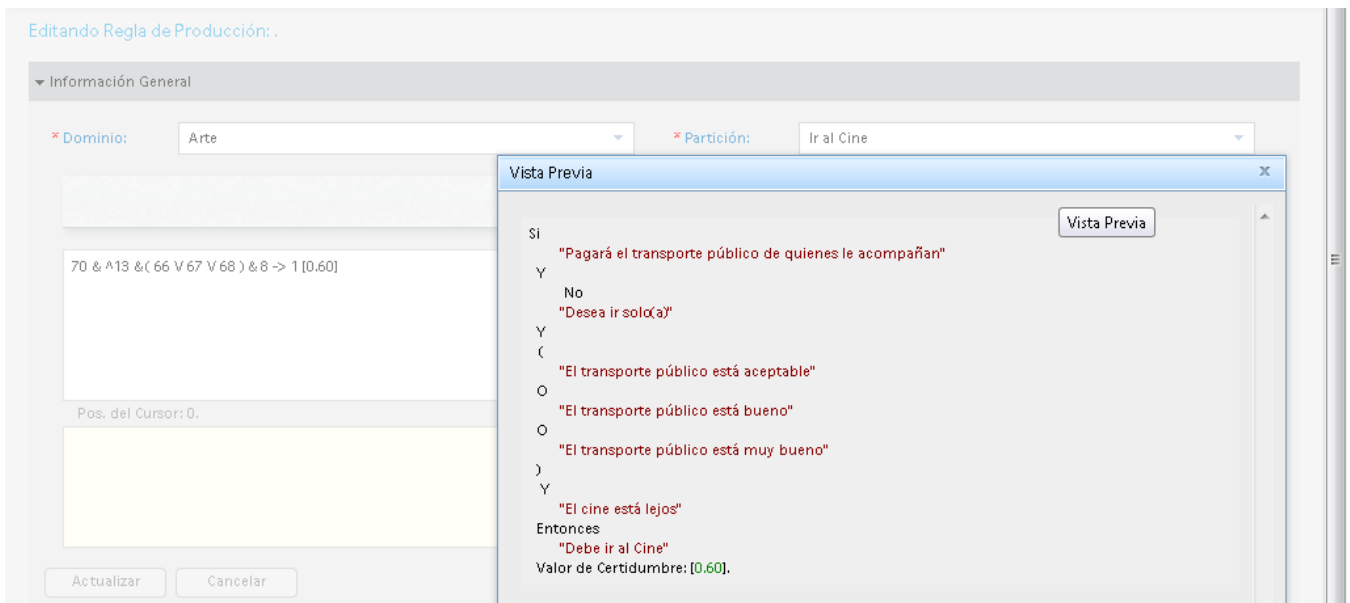 Editando Regla de Producción: .
Información General
* Dominio: Arte * Partición: Ir al Cine
Vista Previa x
Vista Previa
Si
"Pagará el transporte público de quienes le acompañan"
Y
No
"Desea ir solo(a)"
Y
(
"El transporte público está aceptable"
O
"El transporte público está bueno"
O
"El transporte público está muy bueno"
)
Y
"El cine está lejos"
Entonces
"Debe ir al Cine"
Valor de Certidumbre: [0.60].
70 & ^13 &( 66 V 67 V 68 ) & 8 -> 1 [0.60]
Pos. del Cursor: 0.
Actualizar Cancelar